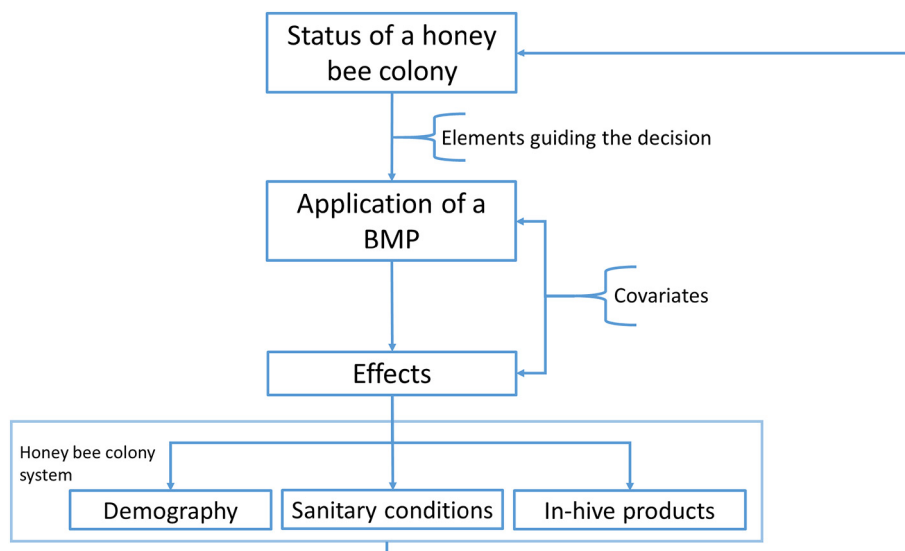 Status of a honey
bee colony
Elements guiding the decision
Application of a
BMP
Covariates
Effects
Honey bee colony
system
Demography
Sanitary conditions
In-hive products